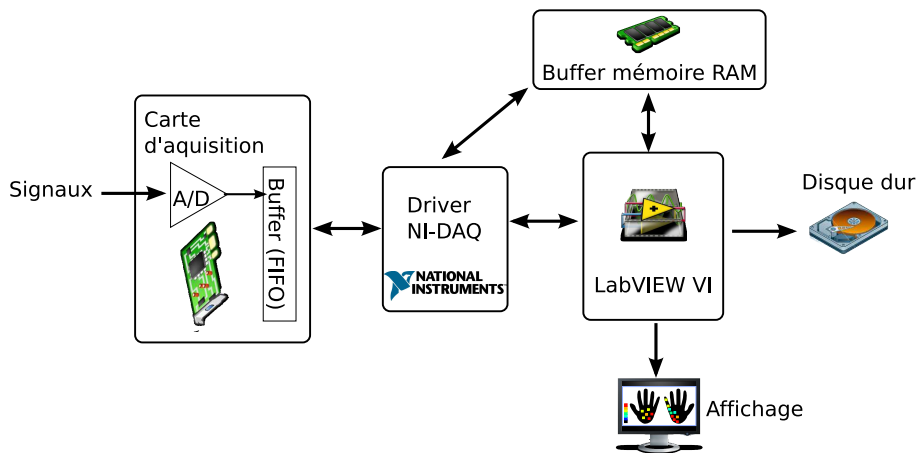 Buffer mémoire RAM
Carte
d'aquisition
Signaux
A/D
Buffer (FIFO)
Driver
NI-DAQ
NATIONAL
INSTRUMENTS
LabVIEW VI
Disque dur
Affichage